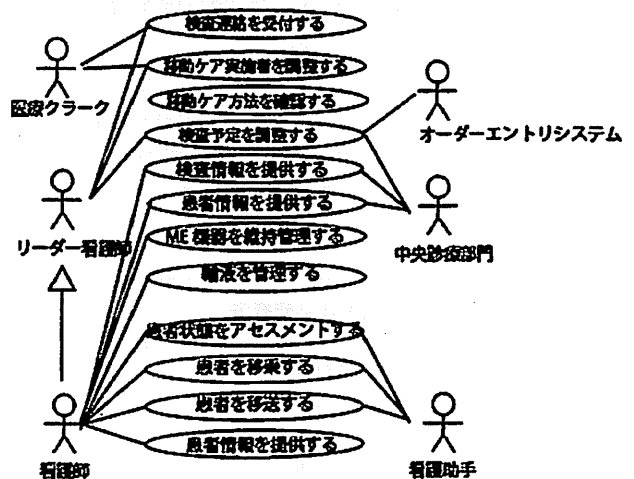 検査連絡を受付する
移動ケア実施者を調整する
医療クラーク
移動ケア方法を確認する
検査予定を調整する
オーダーエントリシステム
検査情報を提供する
患者情報を提供する
リーダー看護師
ME機器を維持管理する
中央診療部門
輸液を管理する
患者状態をアセスメントする
患者を移乗する
患者を移送する
患者情報を提供する
看護師
看護助手